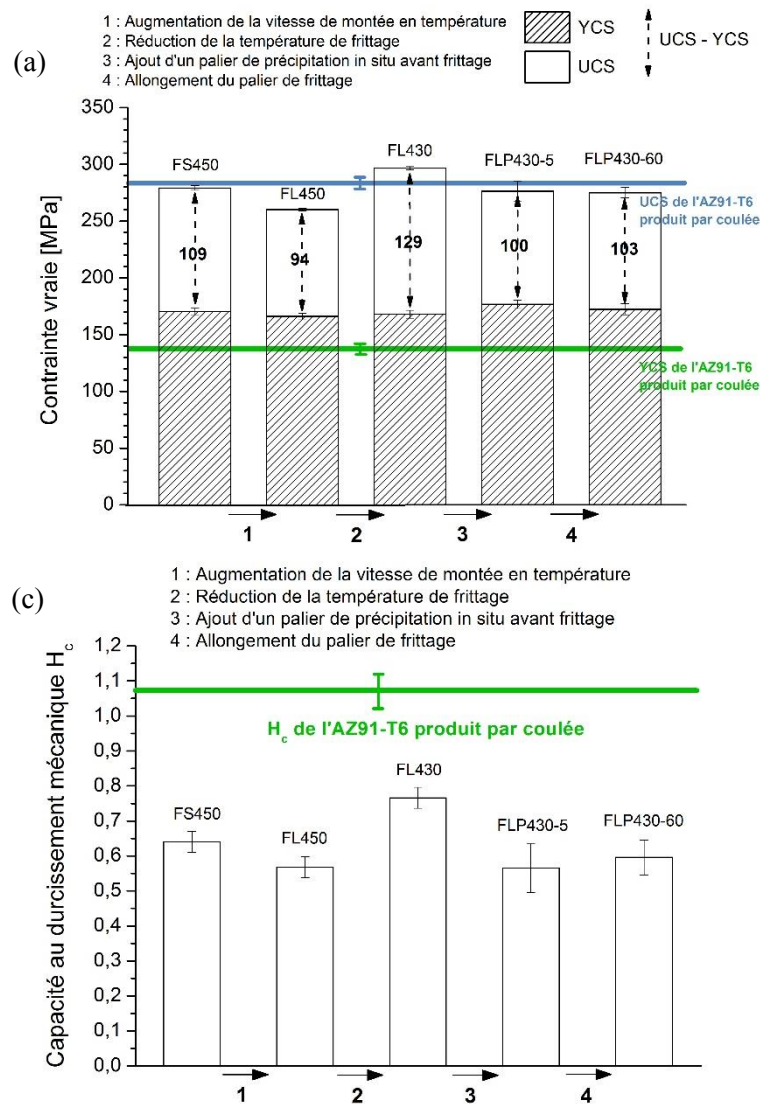 (a)
1 : Augmentation de la vitesse de montée en température
2 : Réduction de la température de frittage
3 : Ajout d'un palier de précipitation in situ avant frittage
4 : Allongement du palier de frittage
YCS
UCS
UCS - YCS
Contrainte vraie [MPa]
350
300
250
200
150
100
50
0
FS450
FL450
FL430
FLP430-5
FLP430-60
UCS de l'AZ91-T6
produit par coulée
109
94
129
100
103
YCS de l'AZ91-T6
produit par coulée
1
2
3
4
(c)
1 : Augmentation de la vitesse de montée en température
2 : Réduction de la température de frittage
3 : Ajout d'un palier de précipitation in situ avant frittage
4 : Allongement du palier de frittage
Capacité au durcissement mécanique Hc
1,2
1,1
1,0
0,9
0,8
0,7
0,6
0,5
0,4
0,3
0,2
0,1
0,0
Hc de l'AZ91-T6 produit par coulée
FS450
FL450
FL430
FLP430-5
FLP430-60
1
2
3
4